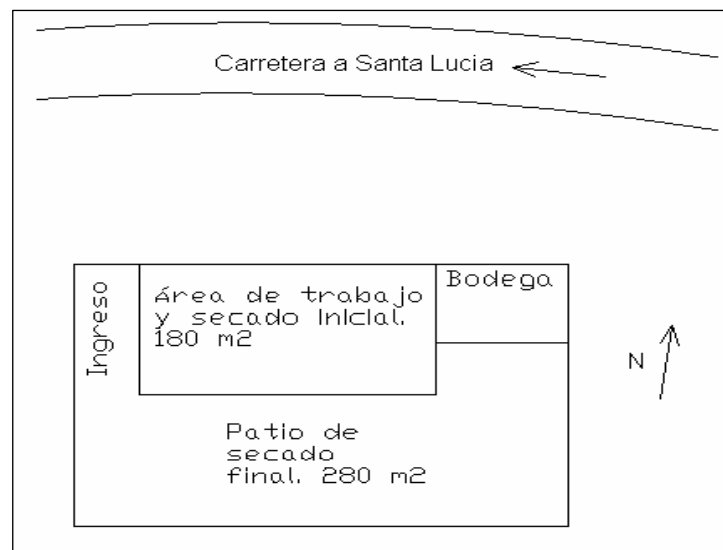 Carretera a Santa Lucia
Ingreso
Área de trabajo
y secado inicial.
180 m2
Bodega
N
Patio de
secado
final. 280 m2